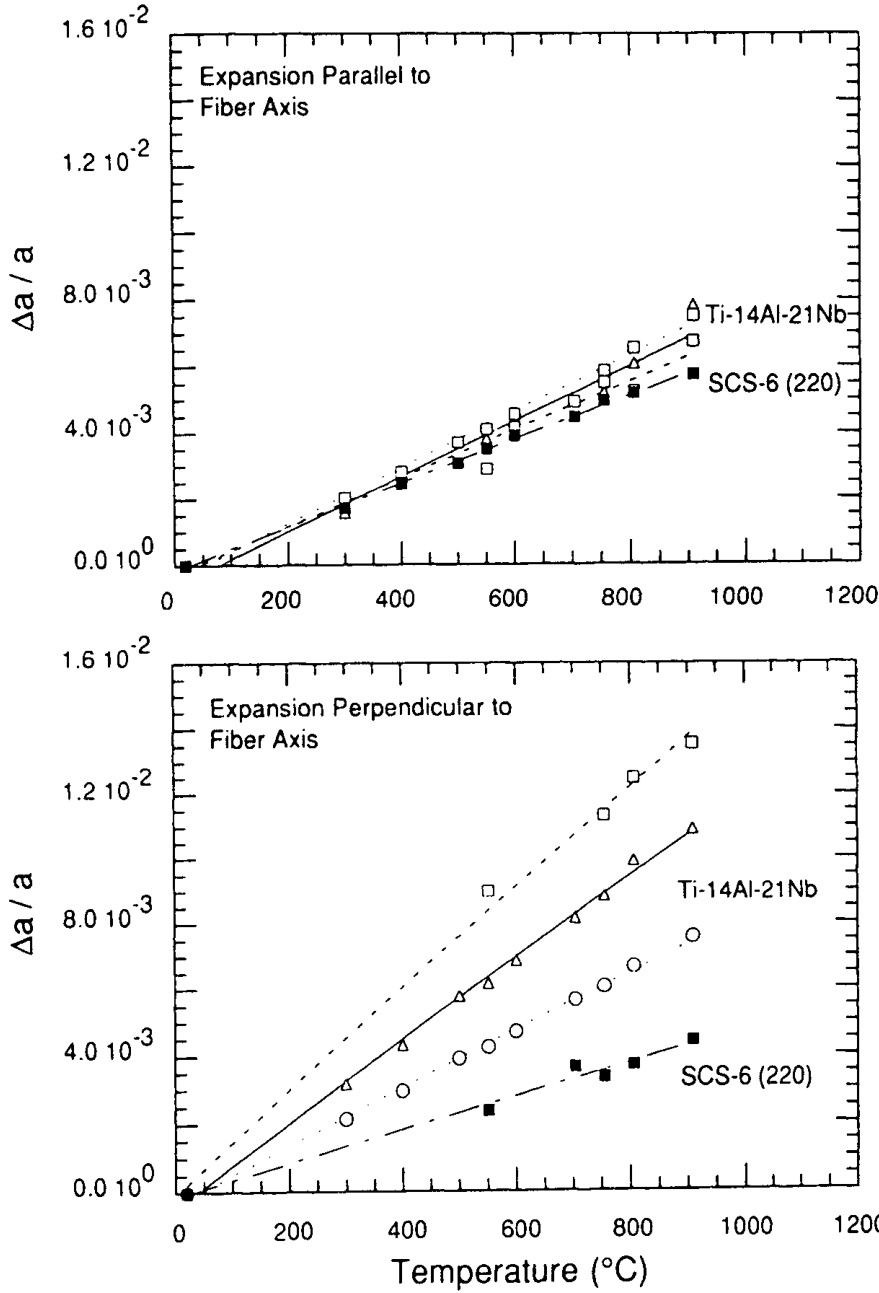 1.6 10-2
Expansion Parallel to
Fiber Axis
1.2 10-2
Δa / a
8.0 10-3
Ti-14Al-21Nb
SCS-6 (220)
4.0 10-3
0.0 100
0 200 400 600 800 1000 1200
1.6 10-2
Expansion Perpendicular to
Fiber Axis
1.2 10-2
Δa / a
Ti-14Al-21Nb
8.0 10-3
4.0 10-3
SCS-6 (220)
0.0 100
0 200 400 600 800 1000 1200
Temperature (°C)